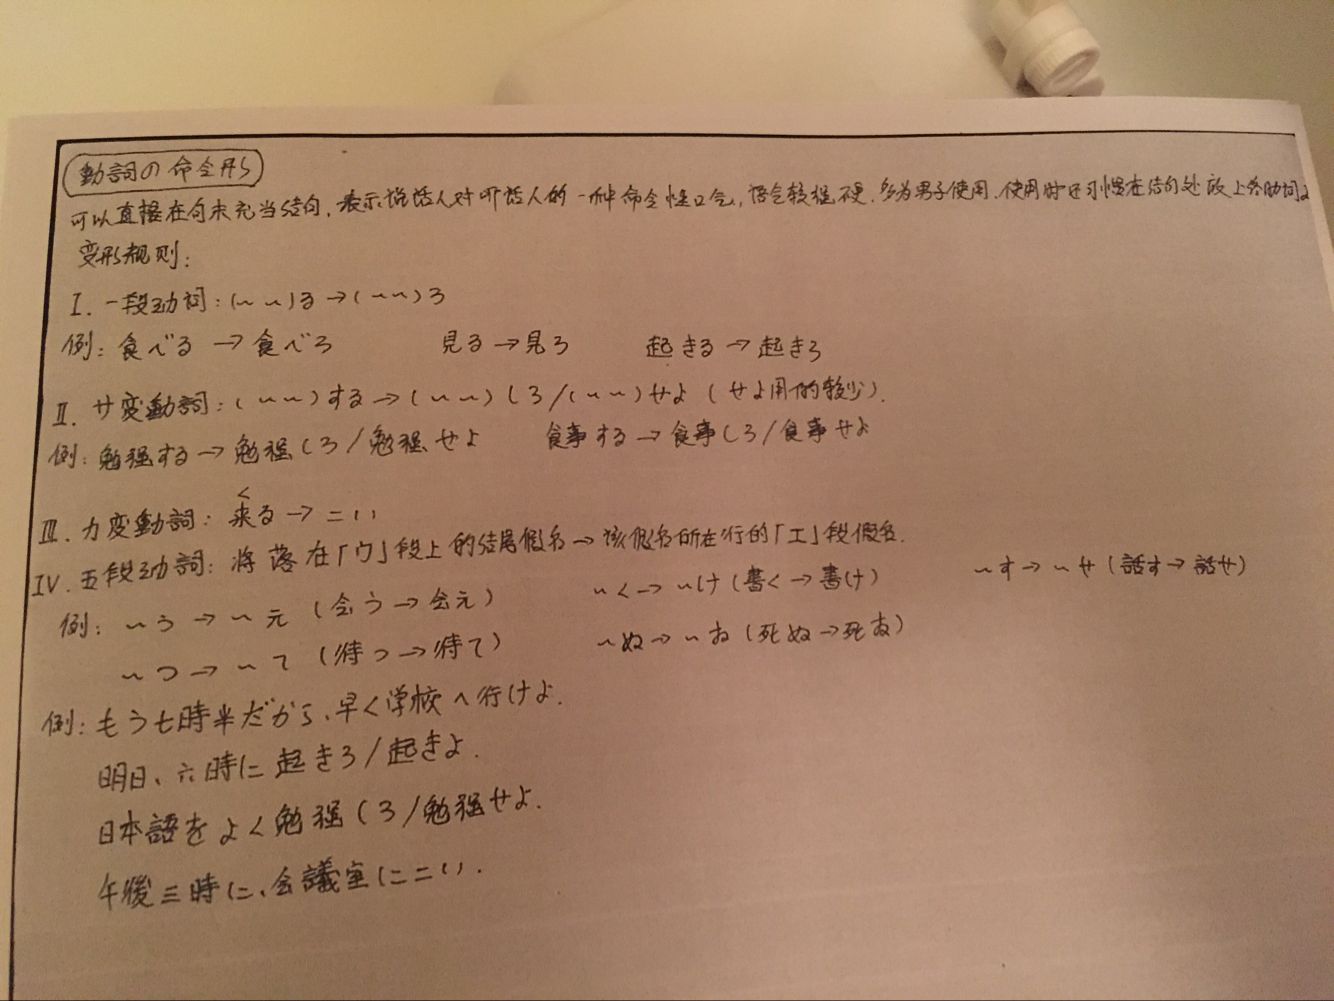 動詞の命令形
可以直接在句末充当结句,表示说话人对听话人的一种命令性口气,语气较强硬.多为男子使用.使用时还习惯在结句处放上终助词よ
变形规则:
I. 一段动词:(~~)る→(~~)ろ
例:食べる→食べろ 見る→見ろ 起きる→起きろ
II. サ変動詞:(~~)する→(~~)しろ/(~~)せよ(せよ用的较少).
例:勉强する→勉强しろ/勉强せよ 食事する→食事しろ/食事せよ
く
III. カ変動詞:来る→こい
IV. 五段动詞:将落在「ウ」段上的结尾假名→该假名所在行的「エ」段假名.
例:~う→~え(会う→会え) ~く→~け(書く→書け) ~す→~せ(話す→話せ)
~つ→~て(待つ→待て) ~ぬ→~ね(死ぬ→死ね)
例:もう七時半だから、早く学校へ行けよ.
明日、六時に起きろ/起きよ.
日本語をよく勉强しろ/勉强せよ.
午後三時に、会議室にこい.